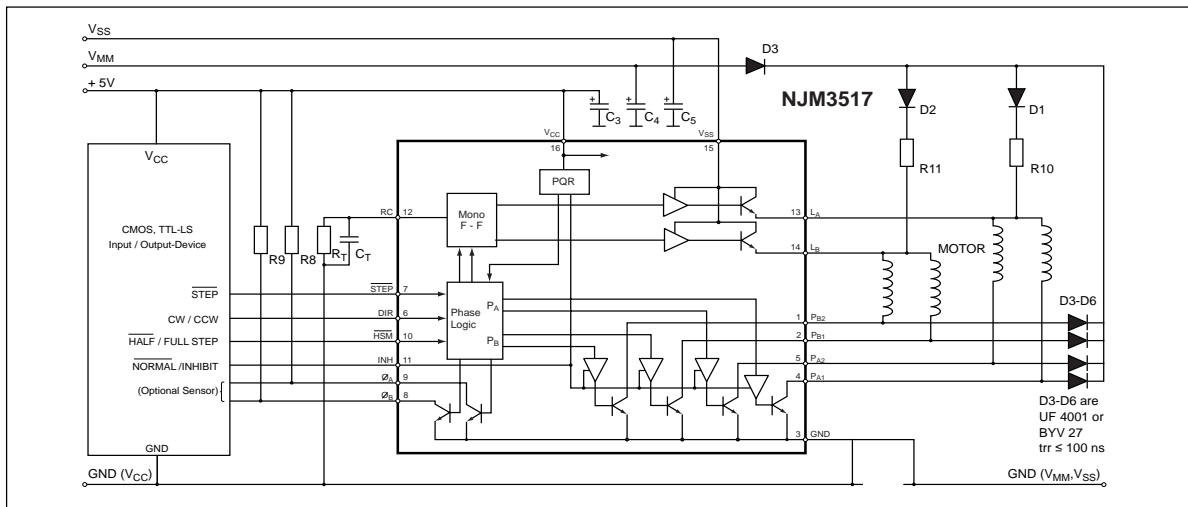 VSS
VMM
+ 5V
D3
NJM3517
D2
D1
R11
R10
+
C3
+
C4
+
C5
VCC
16
VSS
15
VCC
CMOS, TTL-LS
Input / Output-Device
R9
R8
RT
CT
RC
12
PQR
Mono
F - F
13
LA
14
LB
MOTOR
STEP
STEP
7
CW / CCW
DIR
6
HALF / FULL STEP
HSM
10
NORMAL /INHIBIT
INH
11
(Optional Sensor)
ØA
9
ØB
8
Phase
Logic
PA
PB
1
PB2
2
PB1
5
PA2
4
PA1
3
GND
D3-D6
D3-D6 are
UF 4001 or
BYV 27
trr ≤ 100 ns
GND
GND (VCC)
GND (VMM,VSS)